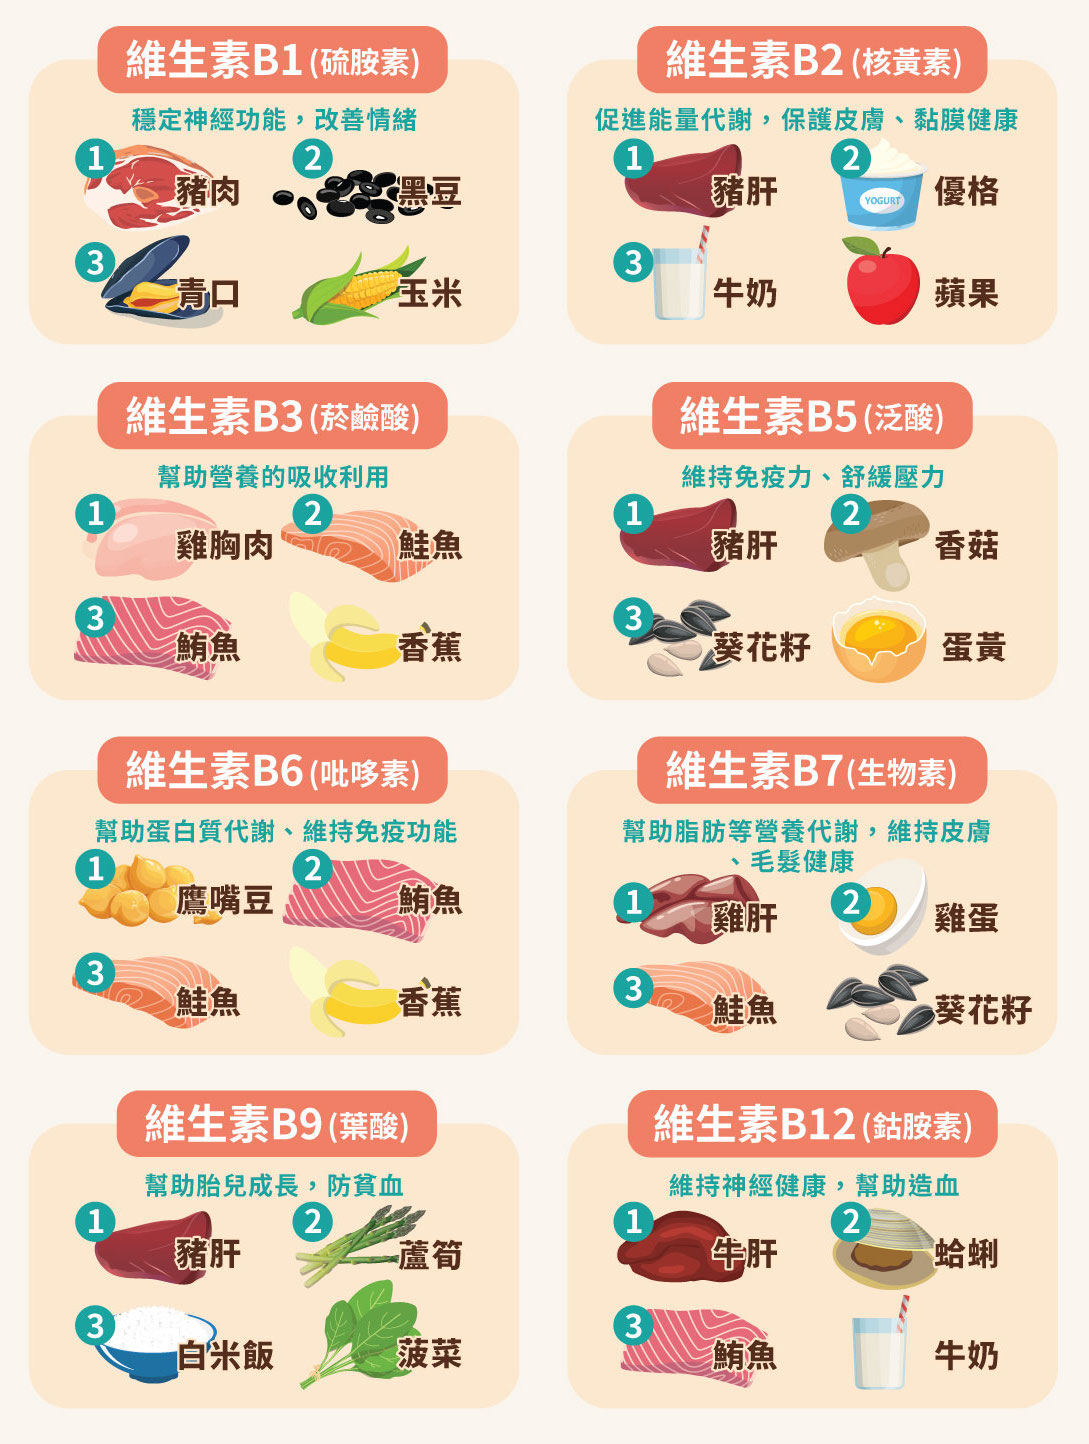 維生素B1(硫胺素)
穩定神經功能，改善情緒
1 豬肉
2 黑豆
3 青口
玉米
維生素B2(核黃素)
促進能量代謝，保護皮膚、黏膜健康
1 豬肝
2 優格
YOGURT
3 牛奶
蘋果
維生素B3(菸鹼酸)
幫助營養的吸收利用
1 雞胸肉
2 鮭魚
3 鮪魚
香蕉
維生素B5(泛酸)
維持免疫力、舒緩壓力
1 豬肝
2 香菇
3 葵花籽
蛋黃
維生素B6(吡哆素)
幫助蛋白質代謝、維持免疫功能
1 鷹嘴豆
2 鮪魚
3 鮭魚
香蕉
維生素B7(生物素)
幫助脂肪等營養代謝，維持皮膚
、毛髮健康
1 雞肝
2 雞蛋
3 鮭魚
葵花籽
維生素B9(葉酸)
幫助胎兒成長，防貧血
1 豬肝
2 蘆筍
3 白米飯
菠菜
維生素B12(鈷胺素)
維持神經健康，幫助造血
1 牛肝
2 蛤蜊
3 鮪魚
牛奶